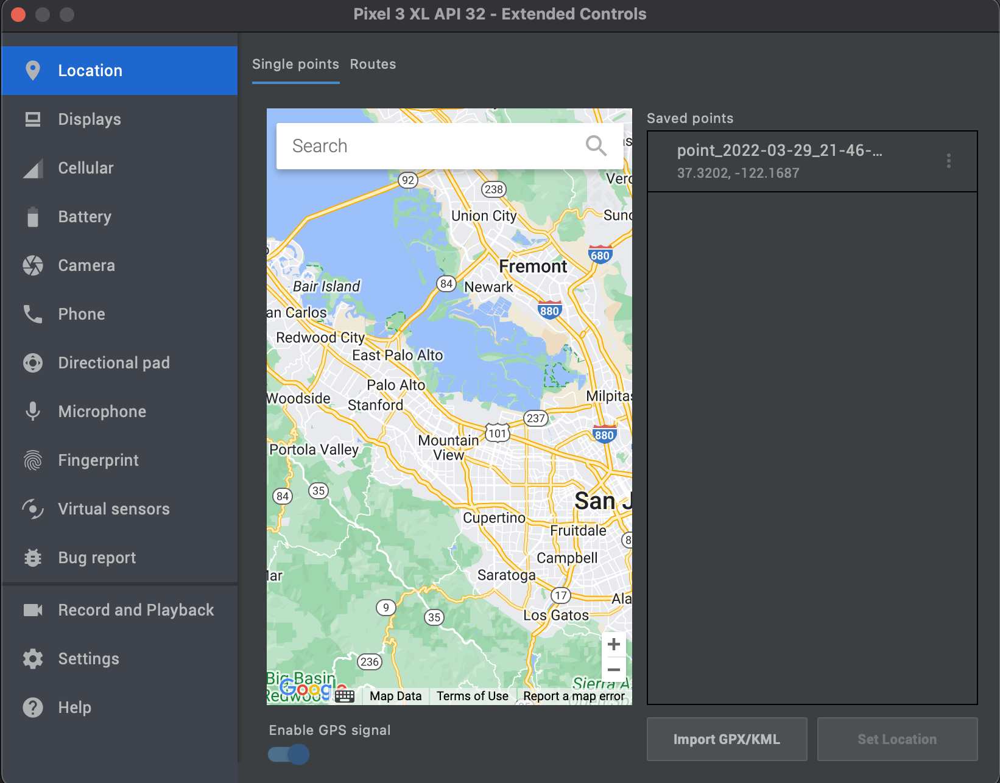 Pixel 3 XL API 32 - Extended Controls
Location
Displays
Cellular
Battery
Camera
Phone
Directional pad
Microphone
Fingerprint
Virtual sensors
Bug report
Record and Playback
Settings
Help
Single points
Routes
Search
92
238
Union City
Sun
680
Fremont
84
Newark
Bair Island
880
an Carlos
Redwood City
East Palo Alto
Palo Alto
Milpitas
Woodside
Stanford
237
101
880
Mountain
View
Portola Valley
35
84
San J
Cupertino
Fruitdale
8
Campbell
Saratoga
17
Ala
9
35
Los Gatos
+
−
236
Big Basin
Redwoo
Sierra A
Google
Map Data
Terms of Use
Report a map error
Enable GPS signal
Saved points
point_2022-03-29_21-46-...
37.3202, -122.1687
Import GPX/KML
Set Location